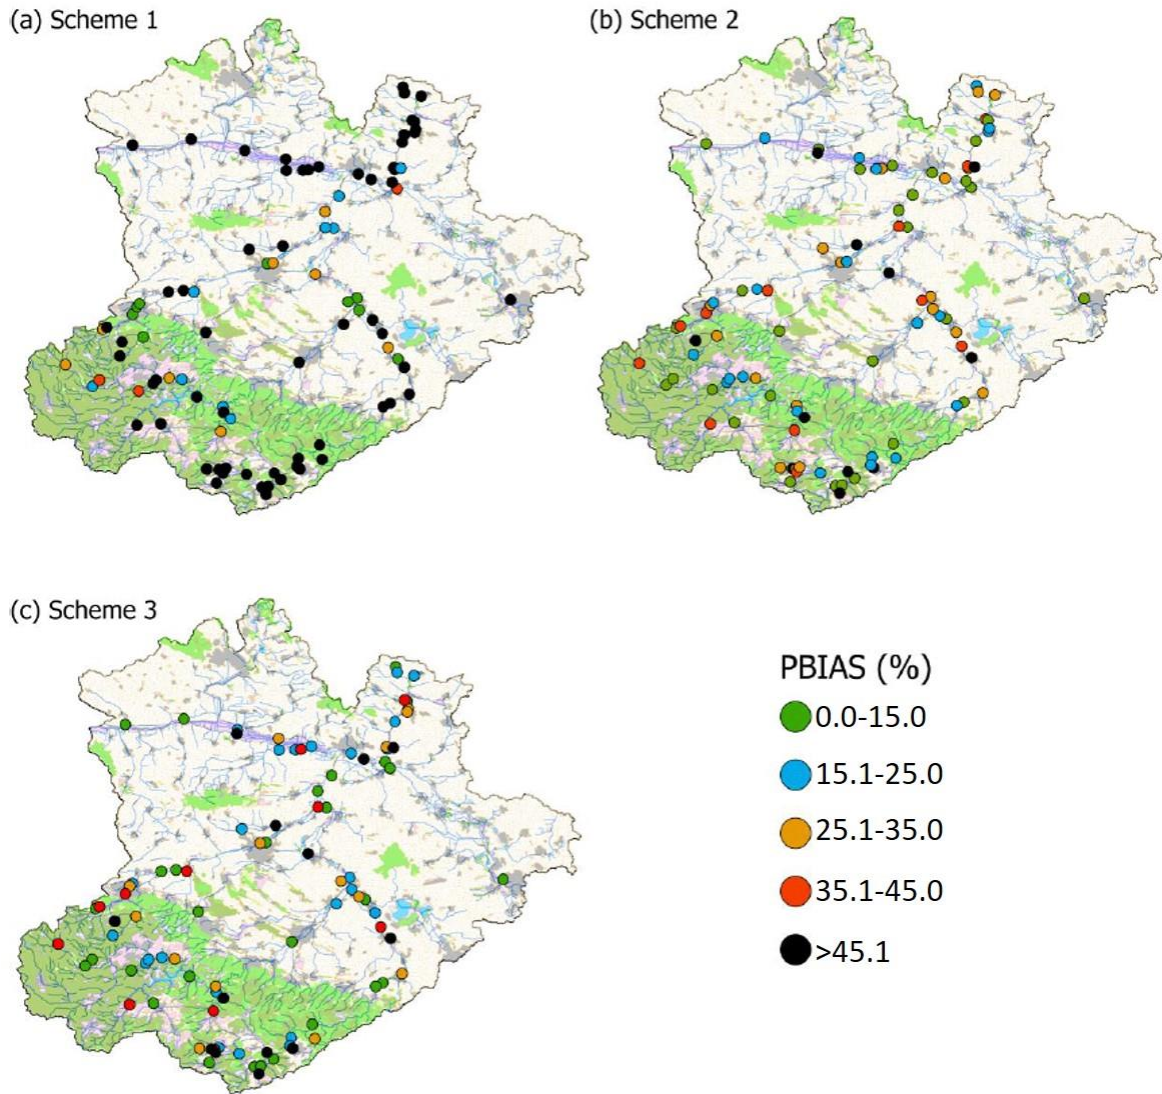 (a) Scheme 1
(b) Scheme 2
(c) Scheme 3
PBIAS (%)
0.0-15.0
15.1-25.0
25.1-35.0
35.1-45.0
>45.1